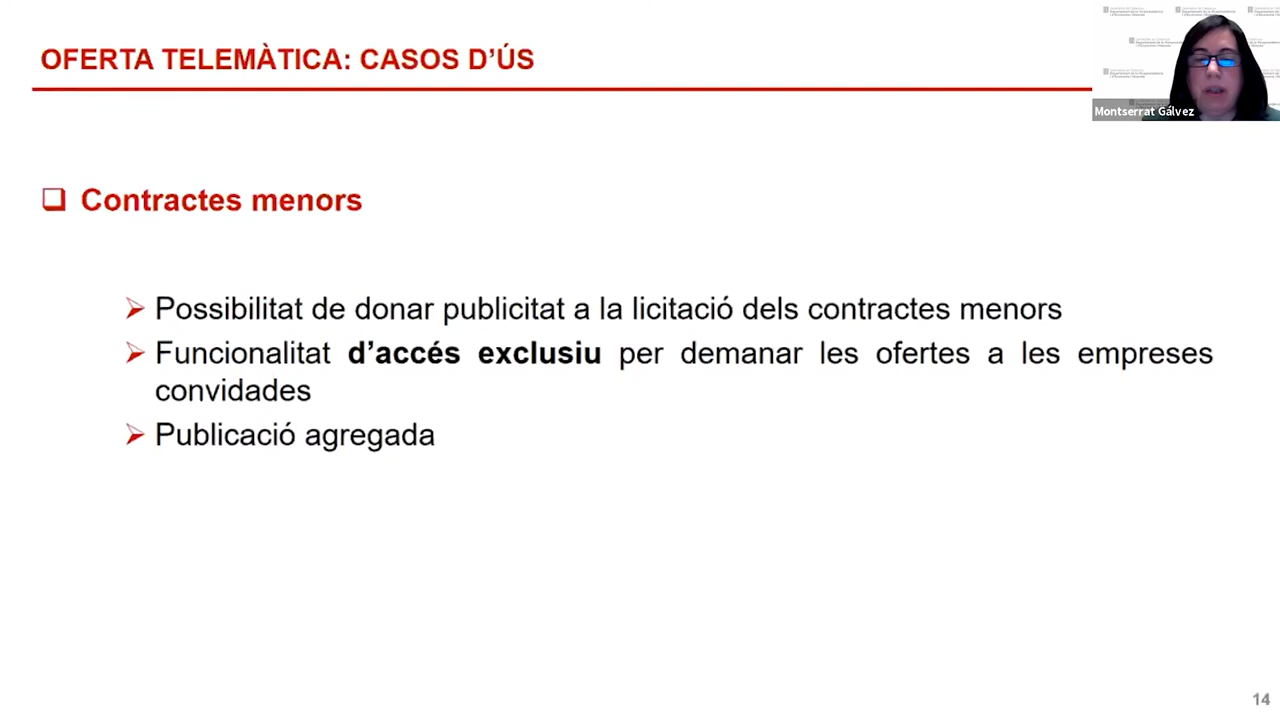 OFERTA TELEMÀTICA: CASOS D'ÚS
Montserrat Gálvez
❑ Contractes menors
➢ Possibilitat de donar publicitat a la licitació dels contractes menors
➢ Funcionalitat d'accés exclusiu per demanar les ofertes a les empreses
convidades
➢ Publicació agregada
14